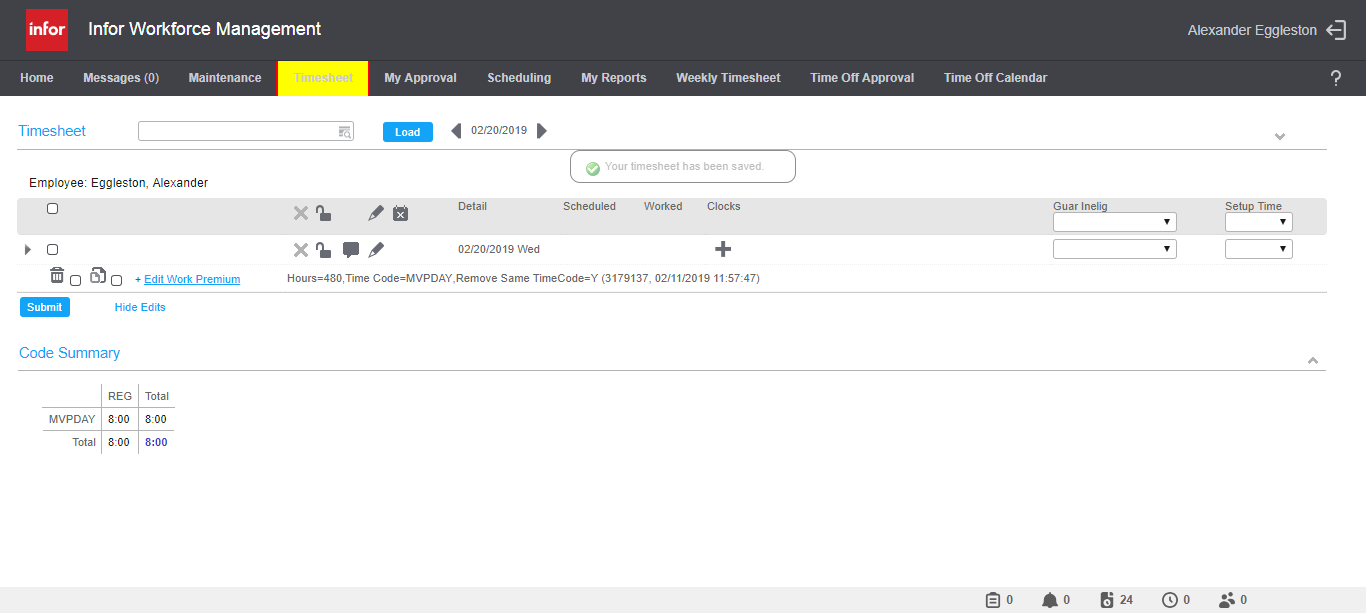 infor Infor Workforce Management Alexander Eggleston
Home Messages (0) Maintenance Timesheet My Approval Scheduling My Reports Weekly Timesheet Time Off Approval Time Off Calendar ?
Timesheet Load 02/20/2019
Your timesheet has been saved.
Employee: Eggleston, Alexander
Detail Scheduled Worked Clocks Guar Inelig Setup Time
02/20/2019 Wed
+ Edit Work Premium Hours=480,Time Code=MVPDAY,Remove Same TimeCode=Y (3179137, 02/11/2019 11:57:47)
Submit Hide Edits
Code Summary
REG Total
MVPDAY 8:00 8:00
Total 8:00 8:00
0 0 24 0 0